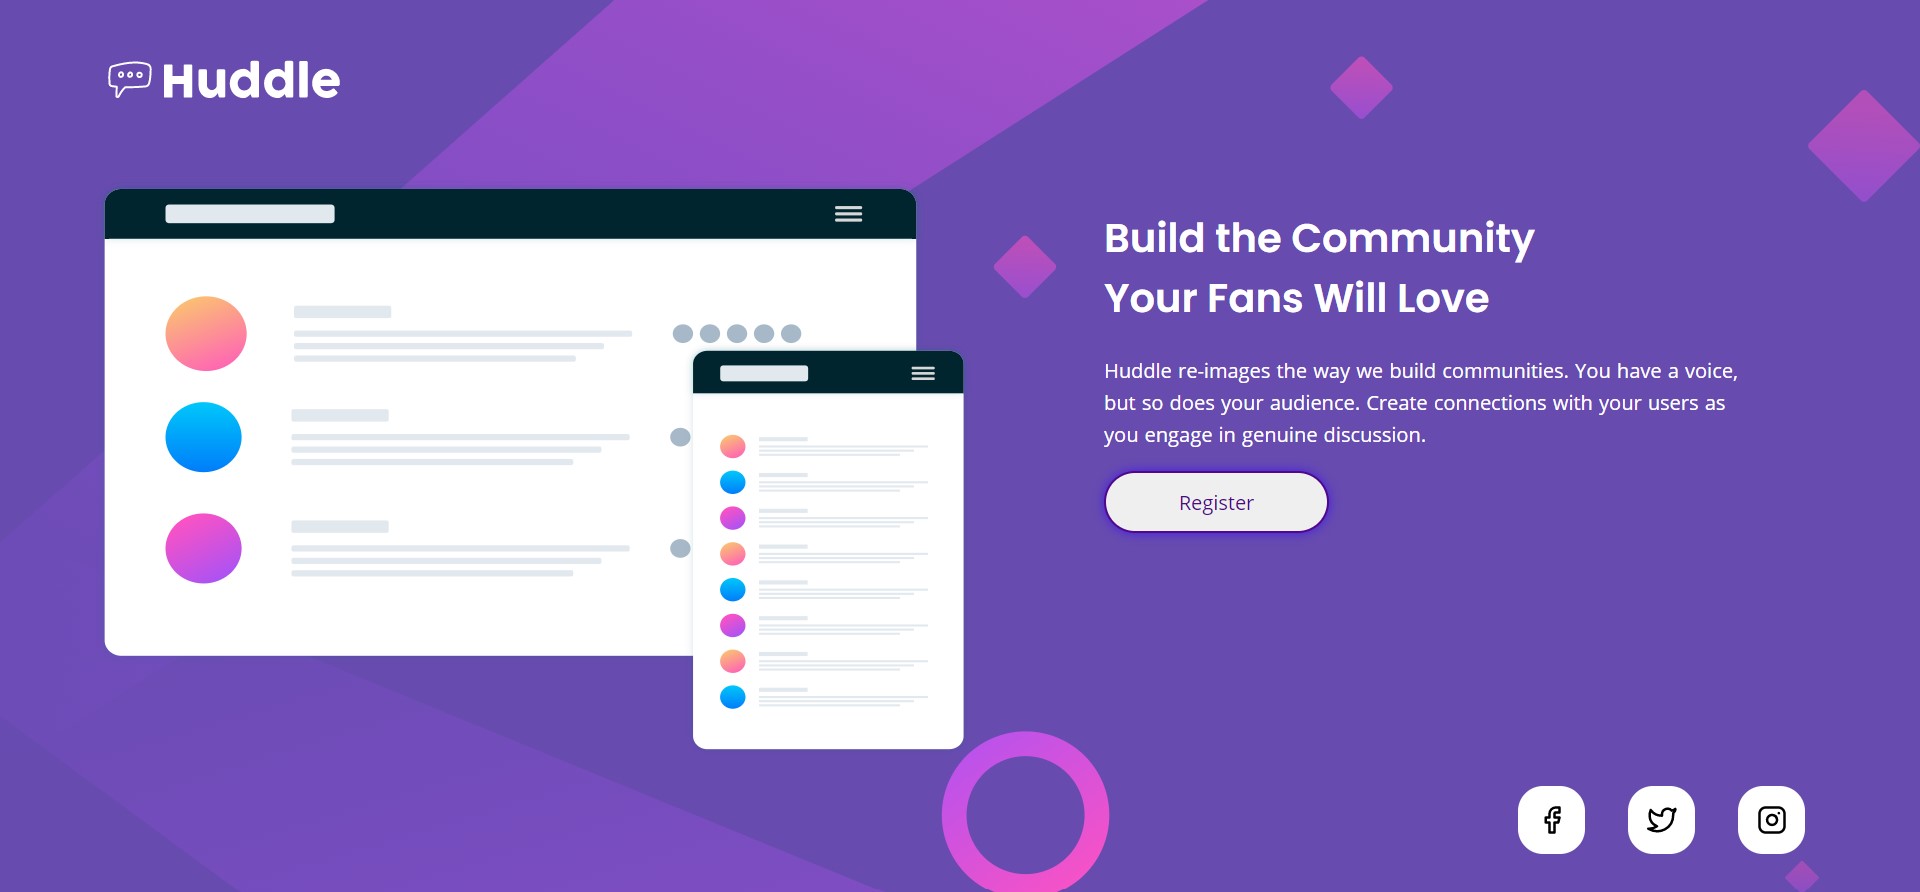 Huddle
Build the Community
Your Fans Will Love
Huddle re-images the way we build communities. You have a voice,
but so does your audience. Create connections with your users as
you engage in genuine discussion.
Register